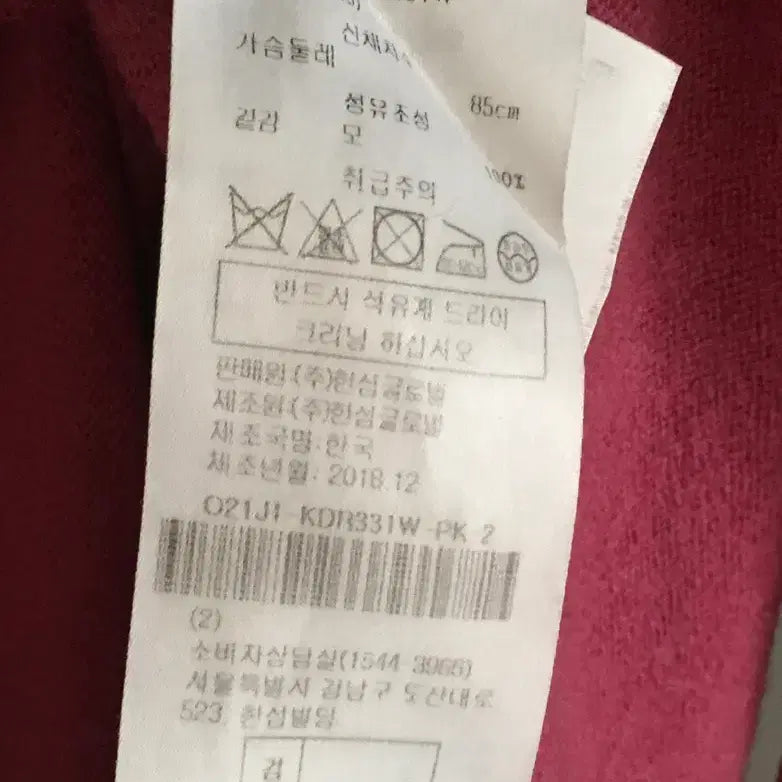 신체치수
가슴둘레 85cm
섬유조성
겉감 모 100%
취급주의
반드시 석유계 드라이
크리닝 하십시오
판매원:(주)한섬글로벌
제조원:(주)한섬글로벌
제조국명:한국
제조년월: 2018.12
O21J1-KDR331W-PK 2
(2)
소비자상담실(1544-3965)
서울특별시 강남구 도산대로
523, 한섬빌딩
검